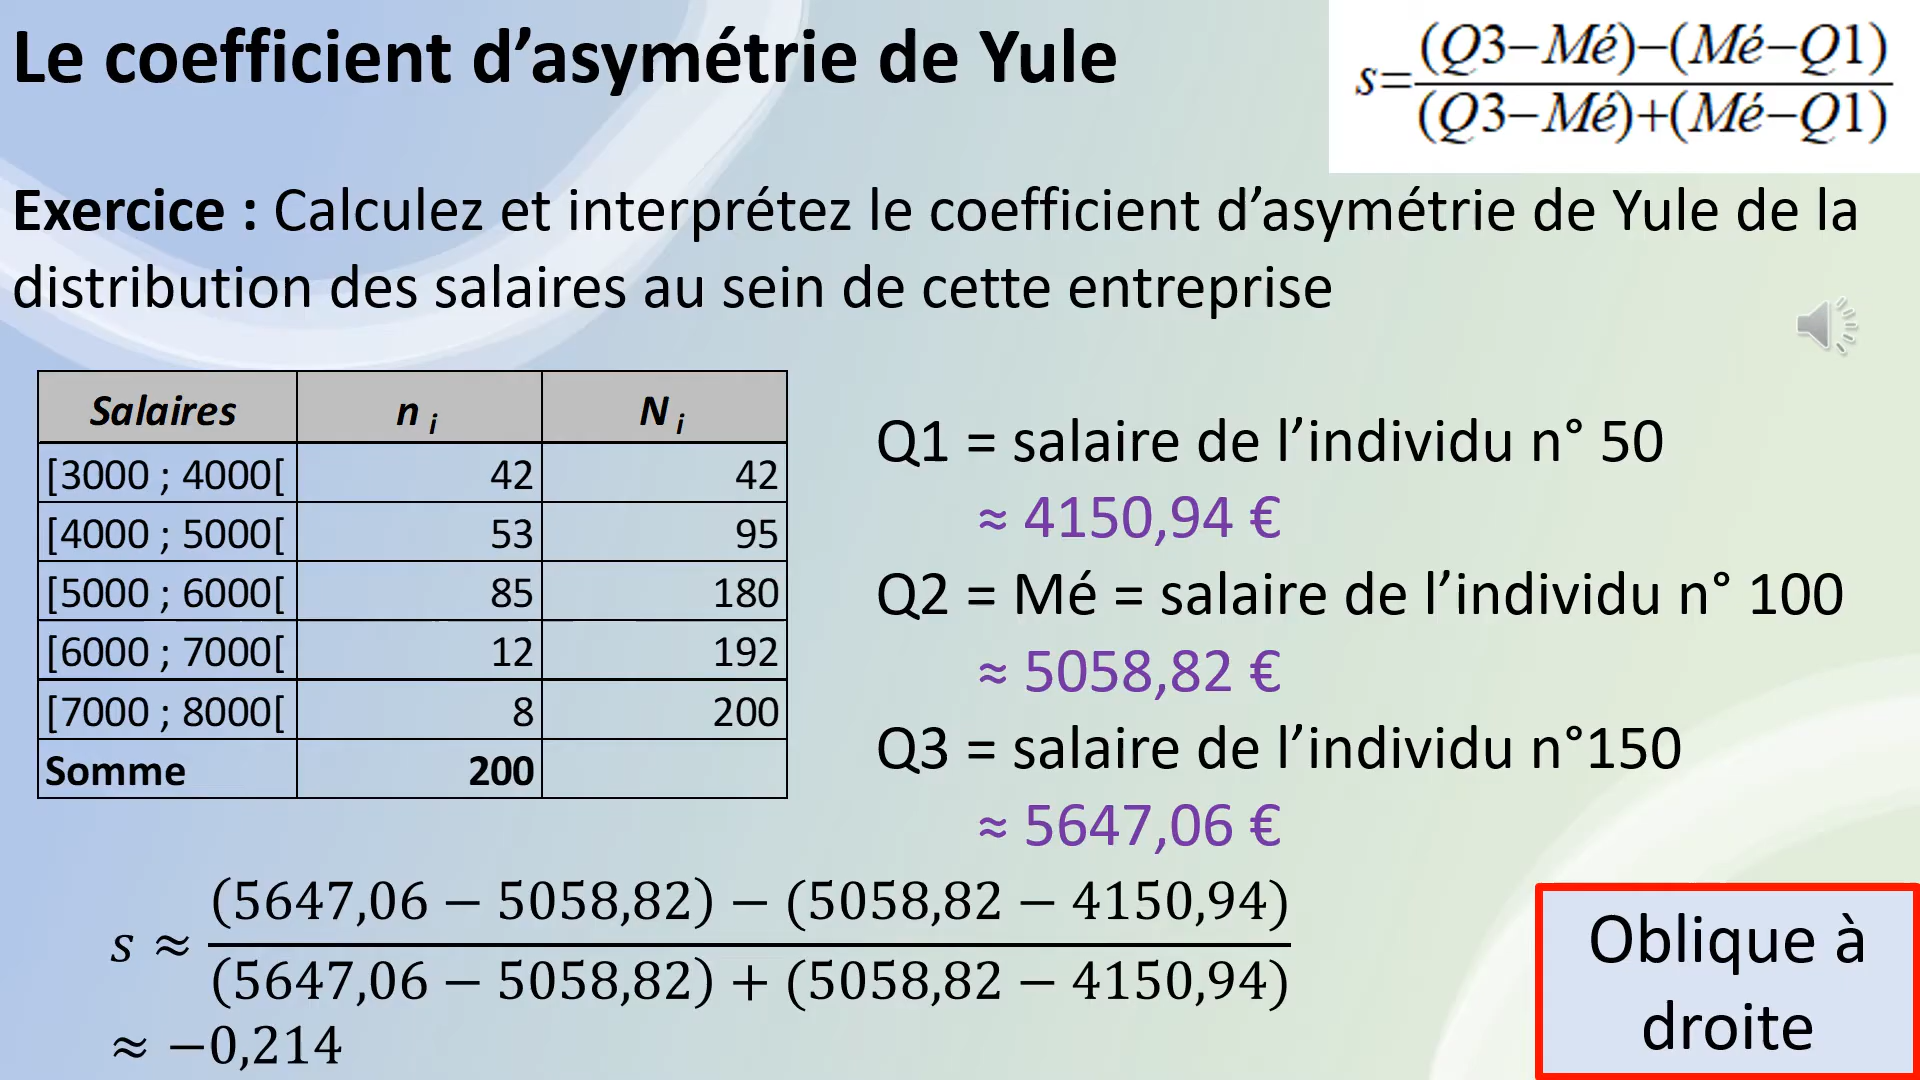 Le coefficient d’asymétrie de Yule
s=(Q3−Mé)−(Mé−Q1)
(Q3−Mé)+(Mé−Q1)
Exercice : Calculez et interprétez le coefficient d’asymétrie de Yule de la
distribution des salaires au sein de cette entreprise
Salaires n i N i
[3000 ; 4000[ 42 42
[4000 ; 5000[ 53 95
[5000 ; 6000[ 85 180
[6000 ; 7000[ 12 192
[7000 ; 8000[ 8 200
Somme 200
Q1 = salaire de l’individu n° 50
≈ 4150,94 €
Q2 = Mé = salaire de l’individu n° 100
≈ 5058,82 €
Q3 = salaire de l’individu n°150
≈ 5647,06 €
s ≈ (5647,06 − 5058,82) − (5058,82 − 4150,94)
(5647,06 − 5058,82) + (5058,82 − 4150,94)
≈ −0,214
Oblique à
droite